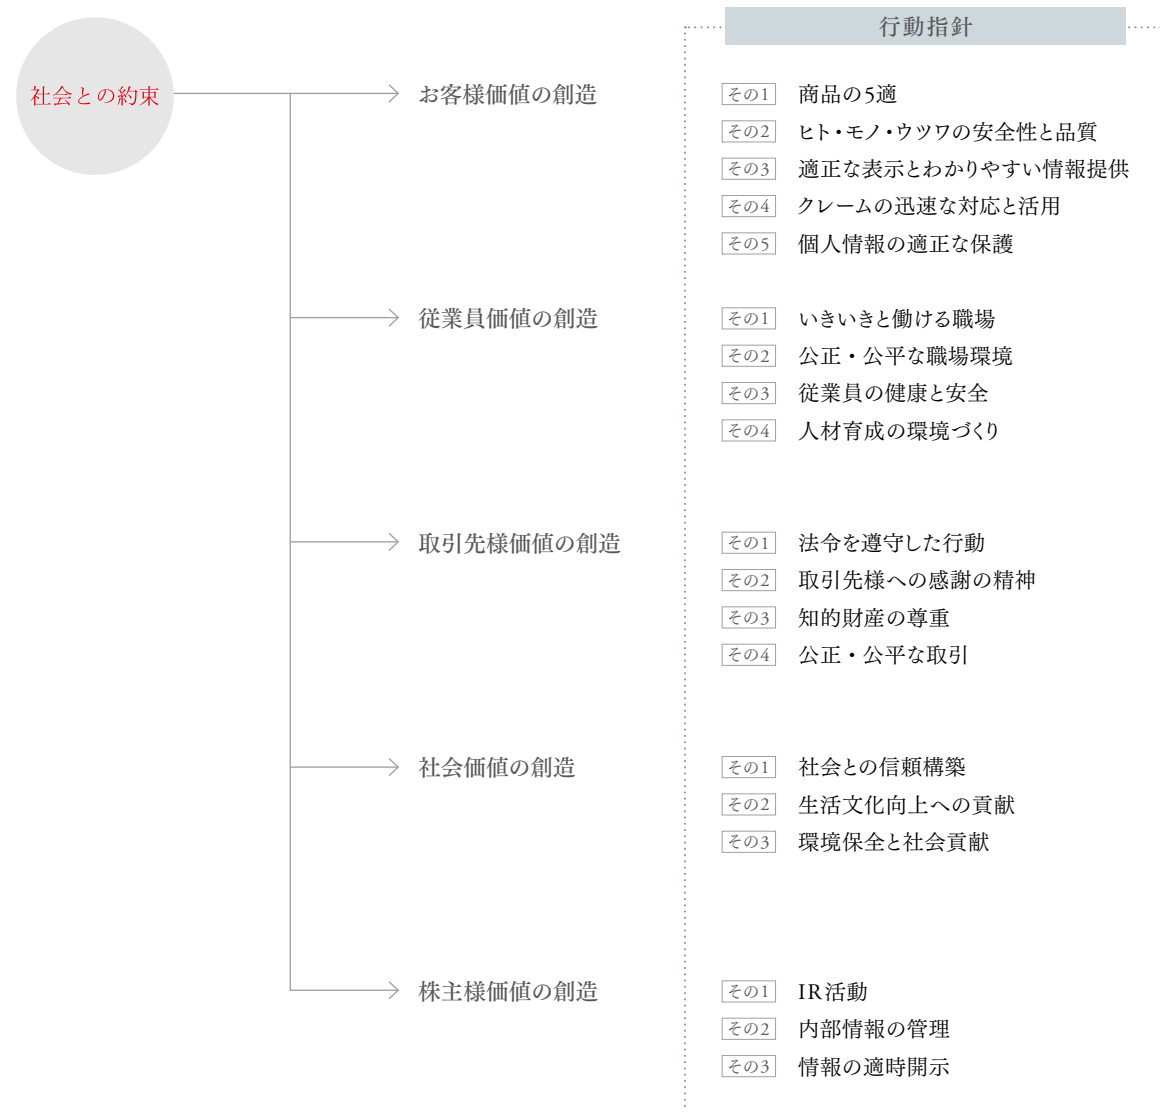 行動指針
社会との約束
お客様価値の創造
その1 商品の5適
その2 ヒト・モノ・ウツワの安全性と品質
その3 適正な表示とわかりやすい情報提供
その4 クレームの迅速な対応と活用
その5 個人情報の適正な保護
従業員価値の創造
その1 いきいきと働ける職場
その2 公正・公平な職場環境
その3 従業員の健康と安全
その4 人材育成の環境づくり
取引先様価値の創造
その1 法令を遵守した行動
その2 取引先様への感謝の精神
その3 知的財産の尊重
その4 公正・公平な取引
社会価値の創造
その1 社会との信頼構築
その2 生活文化向上への貢献
その3 環境保全と社会貢献
株主様価値の創造
その1 IR活動
その2 内部情報の管理
その3 情報の適時開示